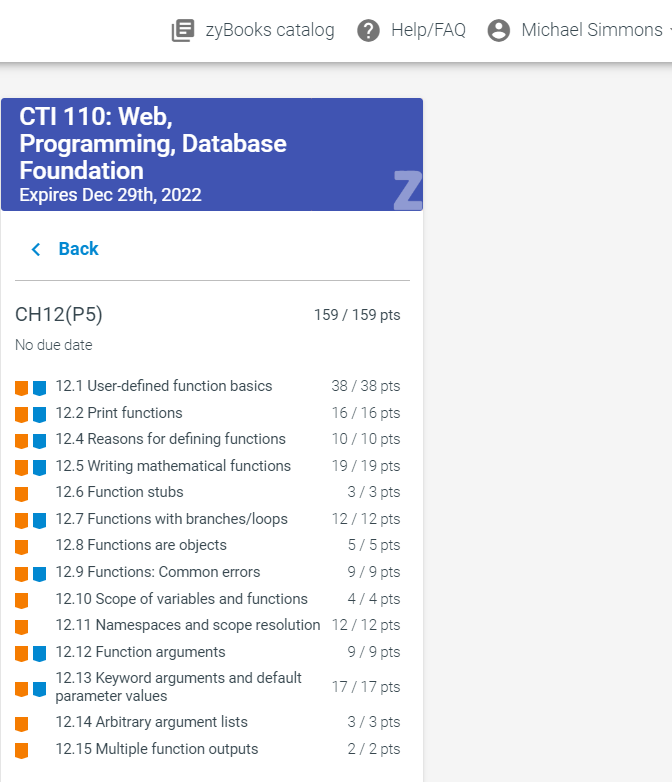 zyBooks catalog Help/FAQ Michael Simmons
CTI 110: Web,
Programming, Database
Foundation
Expires Dec 29th, 2022
Z
Back
CH12(P5) 159 / 159 pts
No due date
12.1 User-defined function basics 38 / 38 pts
12.2 Print functions 16 / 16 pts
12.4 Reasons for defining functions 10 / 10 pts
12.5 Writing mathematical functions 19 / 19 pts
12.6 Function stubs 3 / 3 pts
12.7 Functions with branches/loops 12 / 12 pts
12.8 Functions are objects 5 / 5 pts
12.9 Functions: Common errors 9 / 9 pts
12.10 Scope of variables and functions 4 / 4 pts
12.11 Namespaces and scope resolution 12 / 12 pts
12.12 Function arguments 9 / 9 pts
12.13 Keyword arguments and default
parameter values 17 / 17 pts
12.14 Arbitrary argument lists 3 / 3 pts
12.15 Multiple function outputs 2 / 2 pts